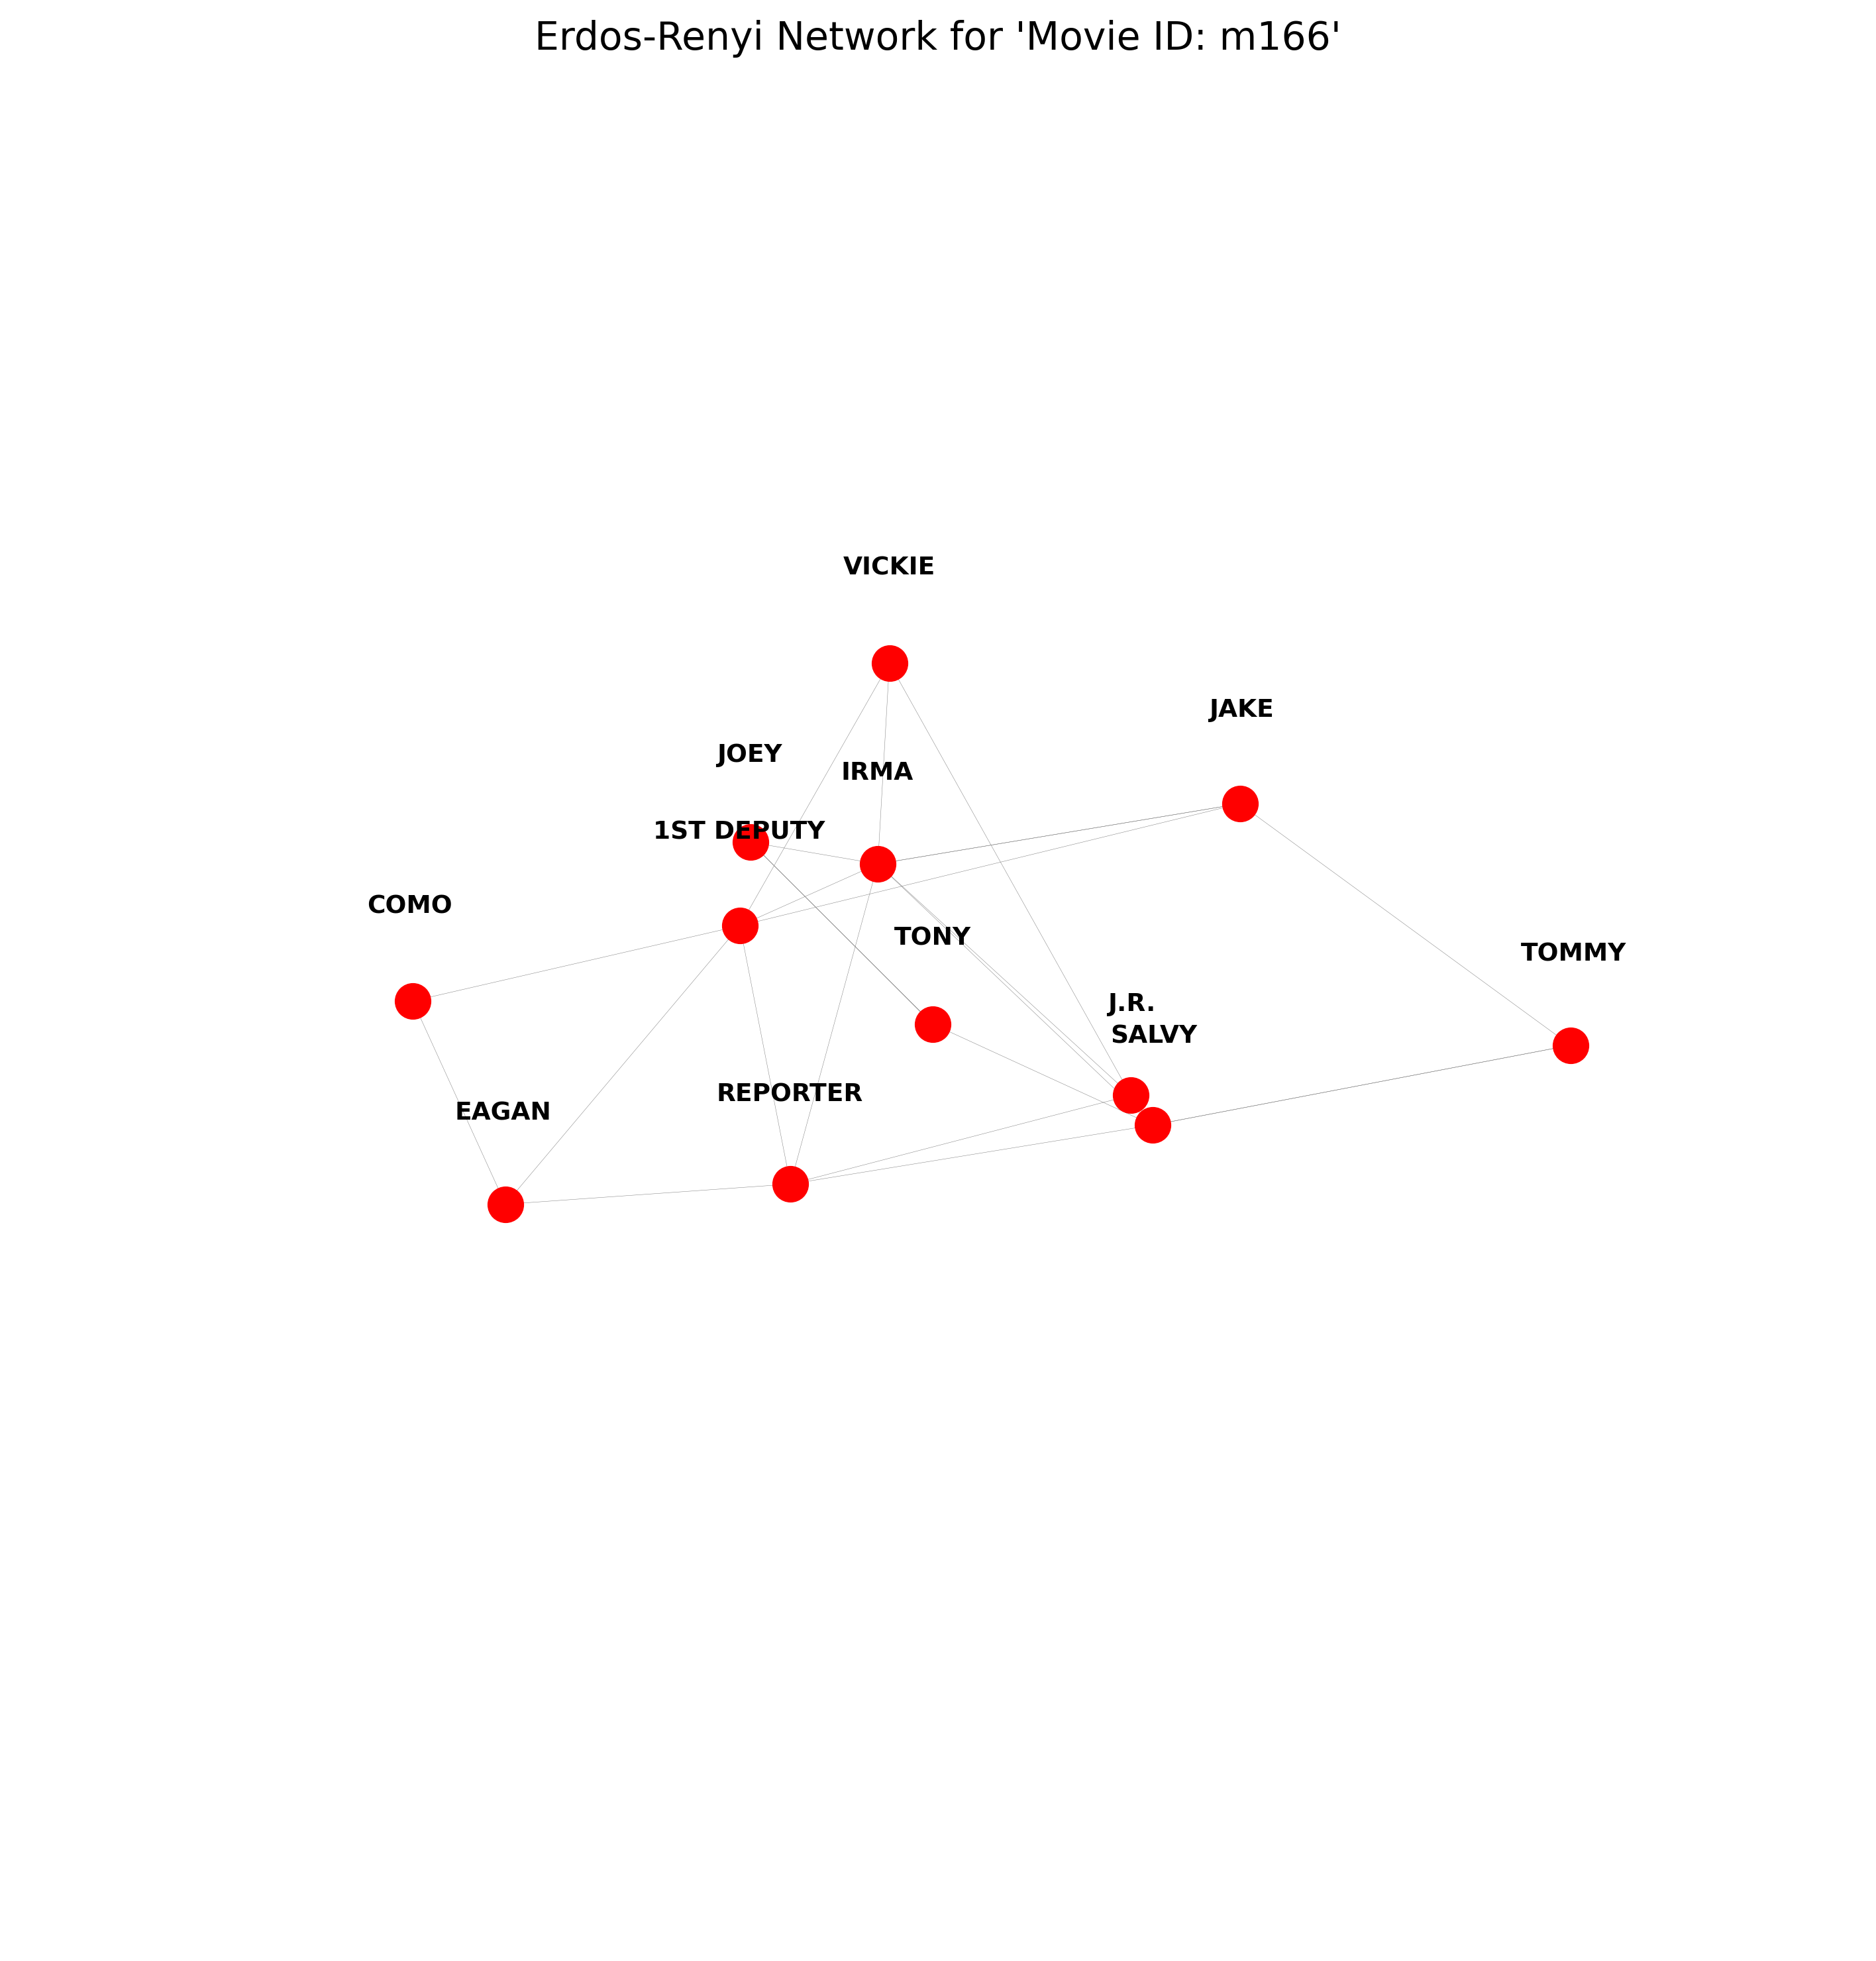 Erdos-Renyi Network for 'Movie ID: m166'
VICKIE
JAKE
JOEY
IRMA
1ST DEPUTY
COMO
TONY
TOMMY
J.R.
SALVY
REPORTER
EAGAN